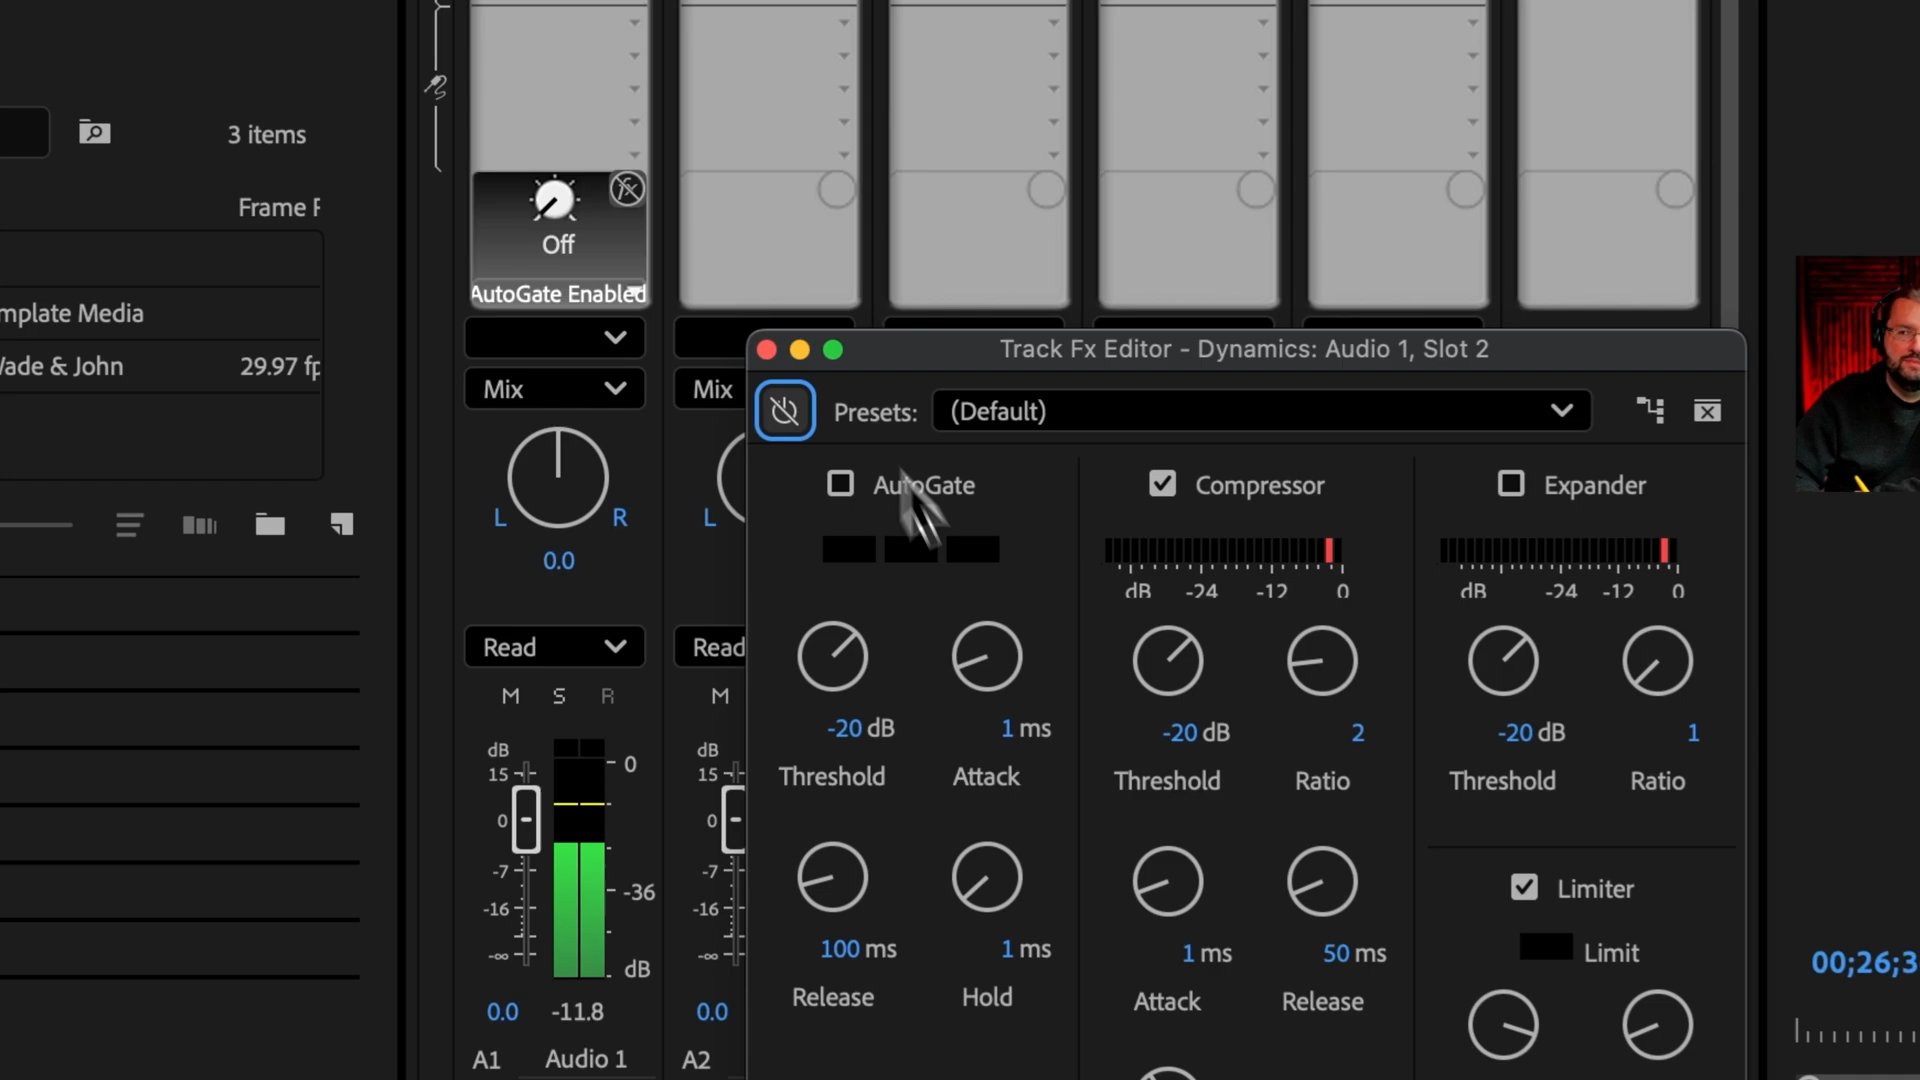 3 items
Frame F
mplate Media
Wade & John
29.97 fp
Off
AutoGate Enabled
Mix
L
R
0.0
Read
M S R
dB
15
0
-7
-16
-∞
0
-36
dB
0.0
-11.8
A1
Audio 1
Mix
L
Read
M
dB
15
0
-7
-16
-∞
0.0
A2
Track Fx Editor - Dynamics: Audio 1, Slot 2
Presets:
(Default)
AutoGate
-20 dB
1 ms
Threshold
Attack
100 ms
1 ms
Release
Hold
Compressor
dB -24 -12 0
-20 dB
2
Threshold
Ratio
1 ms
50 ms
Attack
Release
Expander
dB -24 -12 0
-20 dB
1
Threshold
Ratio
Limiter
Limit
00;26;3